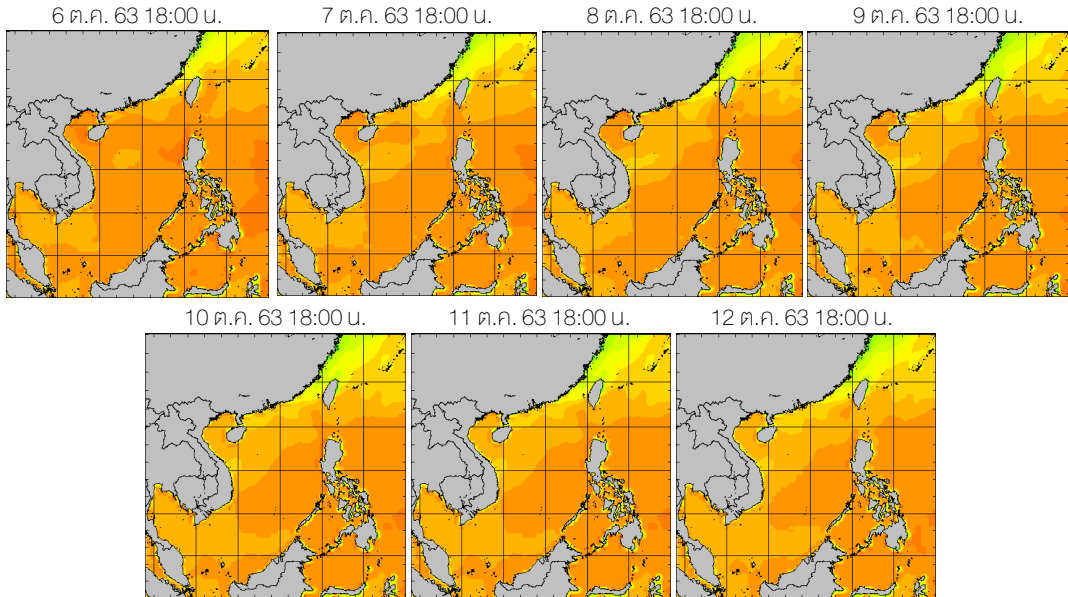 6 ต.ค. 63 18:00 น.
7 ต.ค. 63 18:00 น.
8 ต.ค. 63 18:00 น.
9 ต.ค. 63 18:00 น.
10 ต.ค. 63 18:00 น.
11 ต.ค. 63 18:00 น.
12 ต.ค. 63 18:00 น.